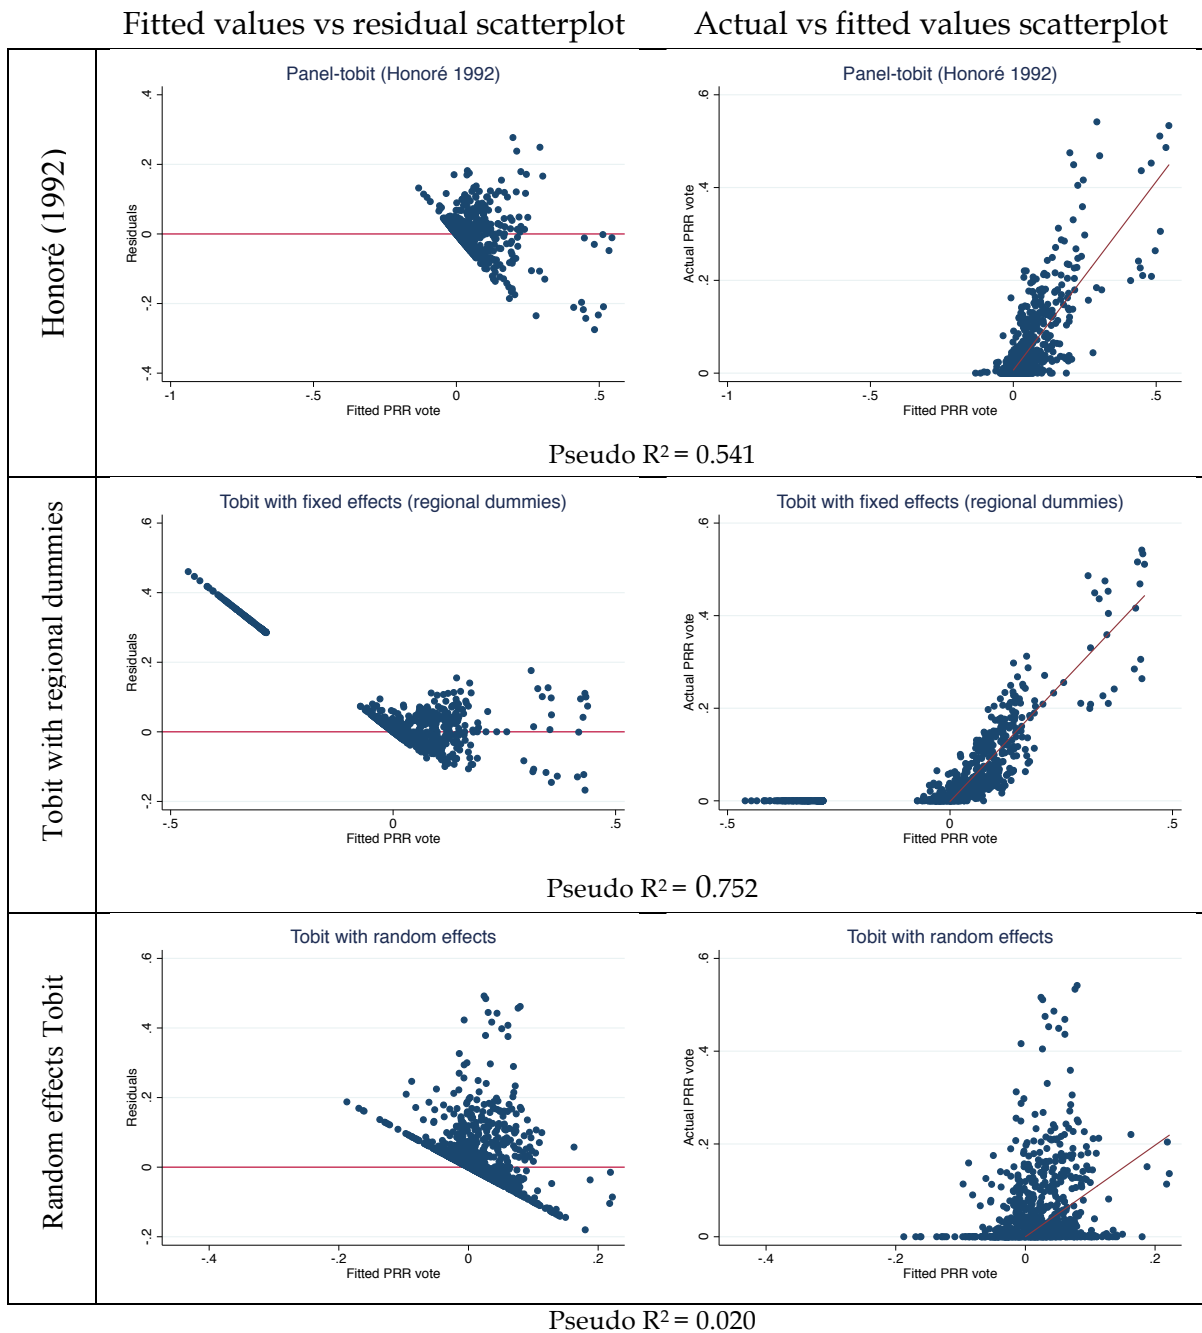 Fitted values vs residual scatterplot
Actual vs fitted values scatterplot
Honoré (1992)
Panel-tobit (Honoré 1992)
Residuals
.4
.2
0
-.2
-.4
-1
-.5
0
.5
Fitted PRR vote
Panel-tobit (Honoré 1992)
Actual PRR vote
.6
.4
.2
0
-1
-.5
0
.5
Fitted PRR vote
Pseudo R² = 0.541
Tobit with regional dummies
Tobit with fixed effects (regional dummies)
Residuals
.6
.4
.2
0
-.2
-.5
0
.5
Fitted PRR vote
Tobit with fixed effects (regional dummies)
Actual PRR vote
.6
.4
.2
0
-.5
0
.5
Fitted PRR vote
Pseudo R² = 0.752
Random effects Tobit
Tobit with random effects
Residuals
.6
.4
.2
0
-.2
-.4
-.2
0
.2
Fitted PRR vote
Tobit with random effects
Actual PRR vote
.6
.4
.2
0
-.4
-.2
0
.2
Fitted PRR vote
Pseudo R² = 0.020